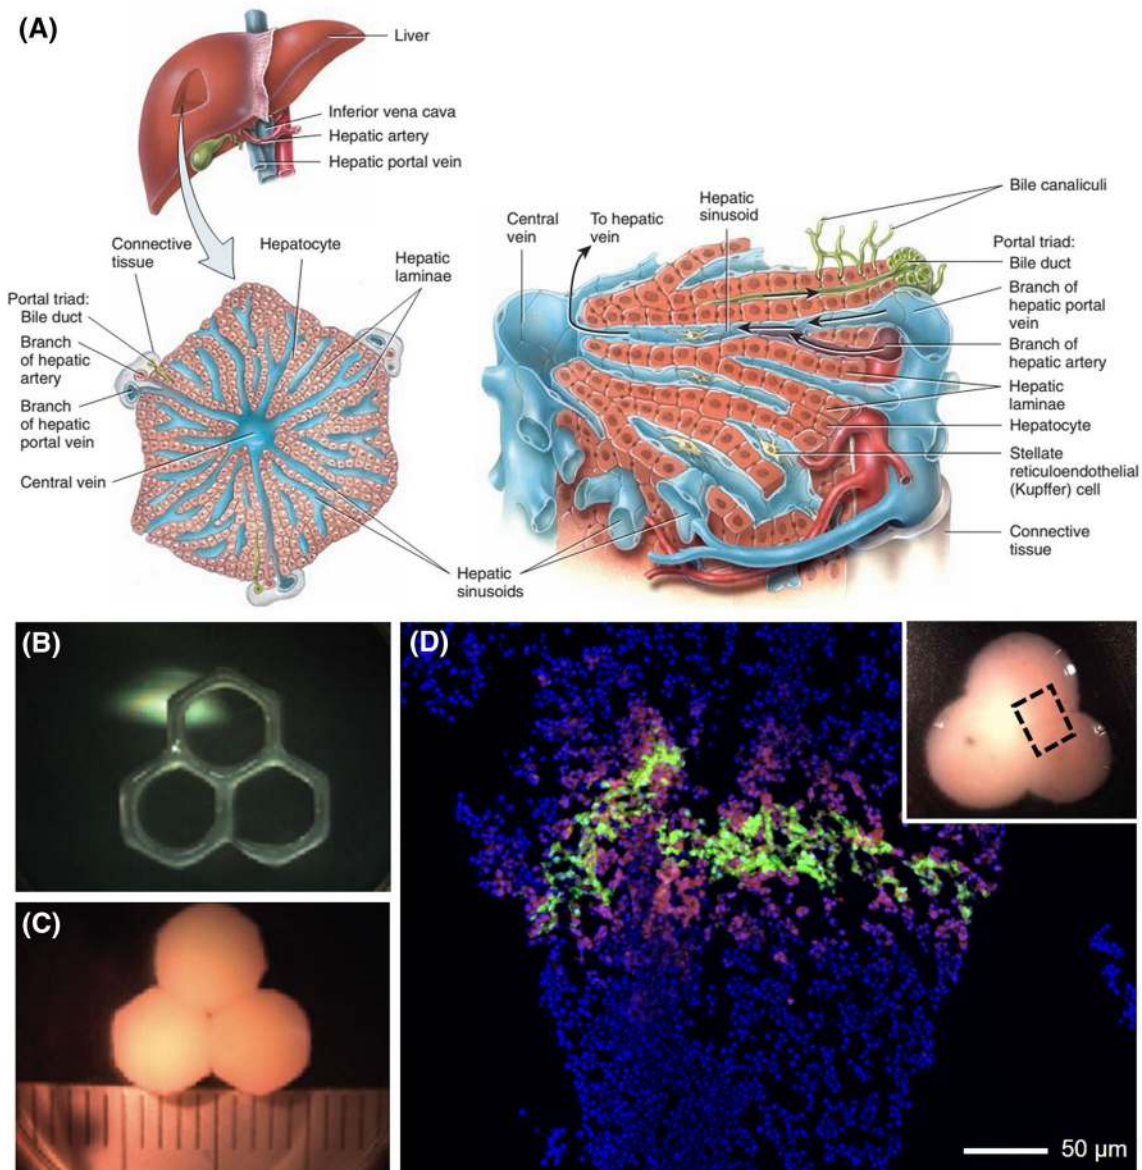 (A)
Liver
Inferior vena cava
Hepatic artery
Hepatic portal vein
Connective
tissue
Hepatocyte
Hepatic
laminae
Portal triad:
Bile duct
Branch
of hepatic
artery
Branch
of hepatic
portal vein
Central vein
Hepatic
sinusoids
Central
vein
To hepatic
vein
Hepatic
sinusoid
Bile canaliculi
Portal triad:
Bile duct
Branch of
hepatic portal
vein
Branch of
hepatic artery
Hepatic
laminae
Hepatocyte
Stellate
reticuloendothelial
(Kupffer) cell
Connective
tissue
(B)
(C)
(D)
50 μm